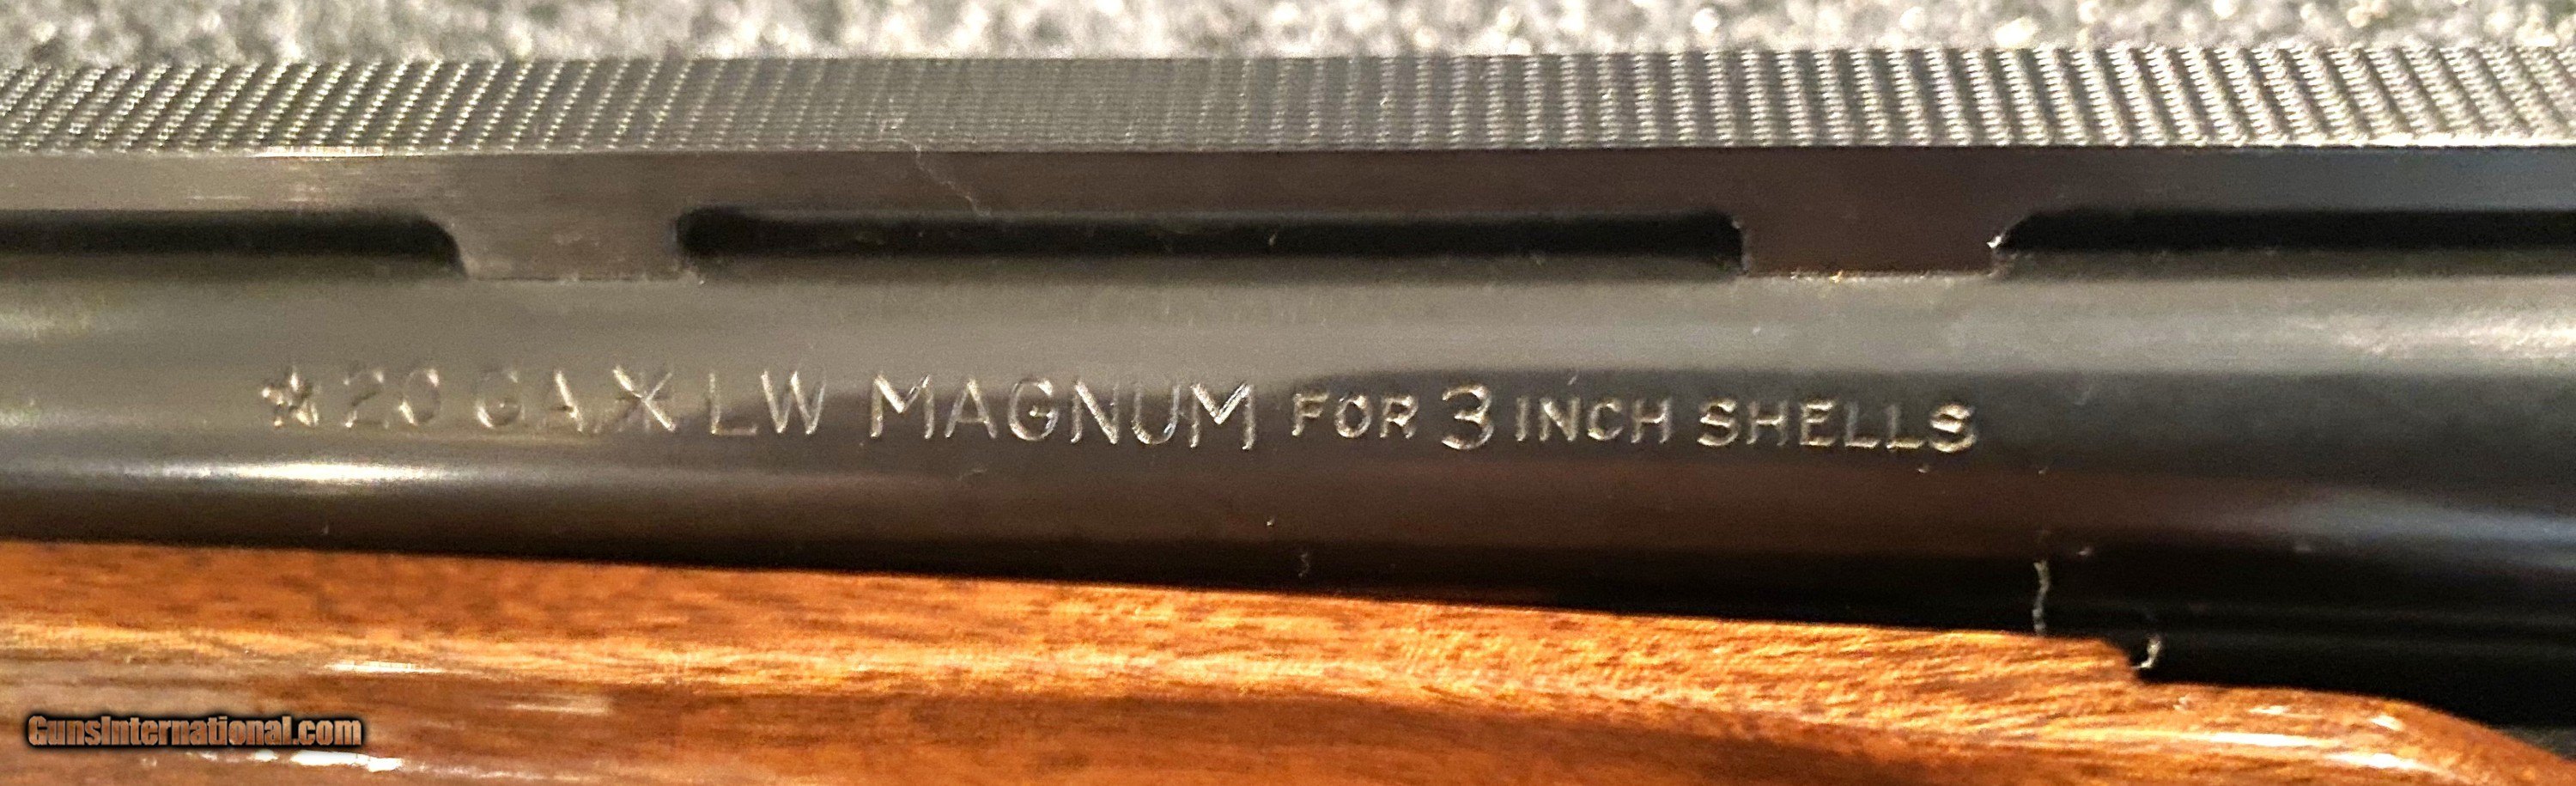 ☆ 20 GA X LW MAGNUM FOR 3 INCH SHELLS
GunsInternational.com